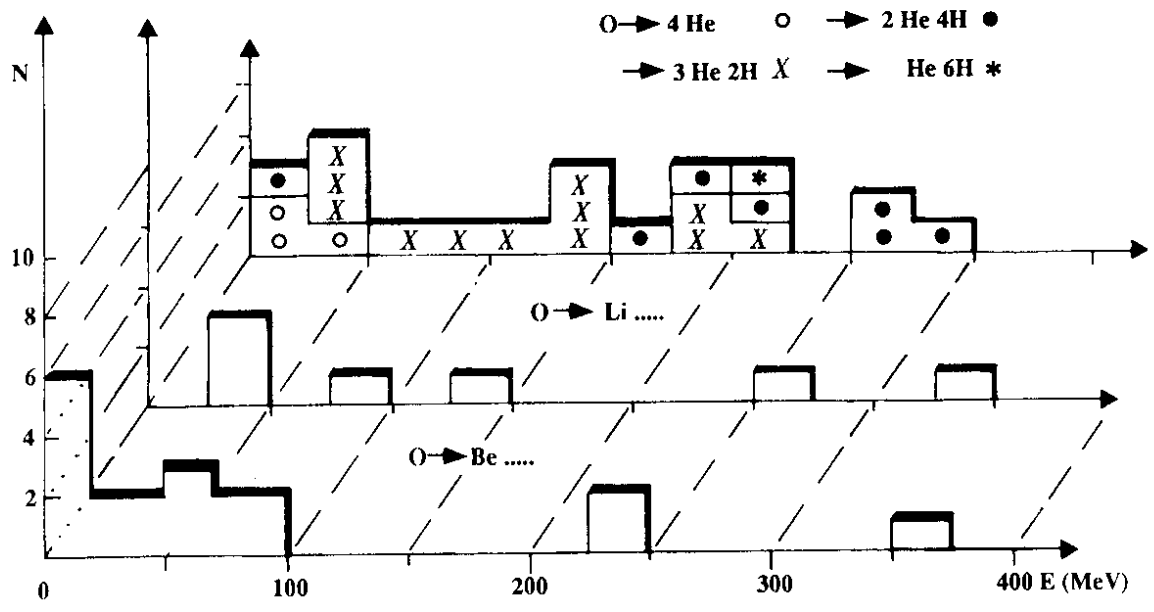 O → 4 He ○ → 2 He 4H ●
→ 3 He 2H X → He 6H *
N
X
● X X *
○ X X ● X ●
○ ○ X X X X ● X X ● ●
10
O → Li .....
8
6
4
O → Be .....
2
0 100 200 300 400 E (MeV)